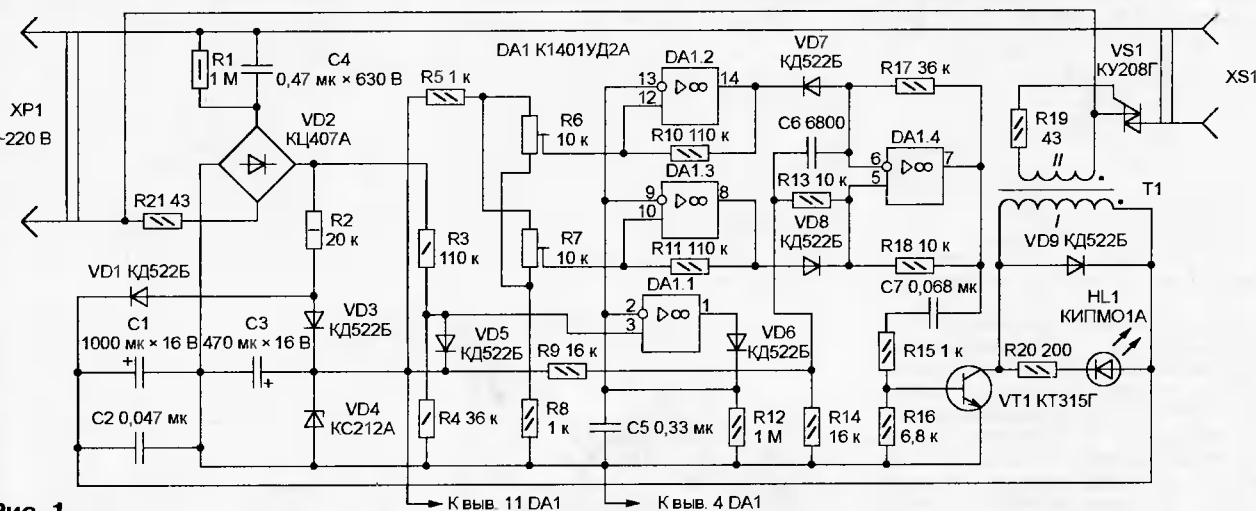 XP1
~220 В
R1
1 М
C4
0,47 мк × 630 В
VD2
КЦ407А
R21 43
R2
20 к
VD1 КД522Б
C1
1000 мк × 16 В
C3
470 мк × 16 В
C2 0,047 мк
VD3
КД522Б
VD4
КС212А
R3
110 к
R4 36 к
VD5
КД522Б
R5 1 к
DA1 К1401УД2А
R6
10 к
R7
10 к
R8
1 к
R9 16 к
DA1.2
13
12
14
▷∞
R10 110 к
DA1.3
9
10
8
▷∞
R11 110 к
DA1.1
2
3
1
▷∞
C5 0,33 мк
VD6
КД522Б
R12
1 М
VD7
КД522Б
C6 6800
R13 10 к
VD8
КД522Б
R14
16 к
R17 36 к
DA1.4
6
5
7
▷∞
R18 10 к
C7 0,068 мк
R15 1 к
R16
6,8 к
VT1 КТ315Г
R20 200
HL1
КИПМО1А
VD9 КД522Б
T1
I
II
R19
43
VS1
КУ208Г
XS1
К выв. 11 DA1
К выв. 4 DA1
Рис. 1